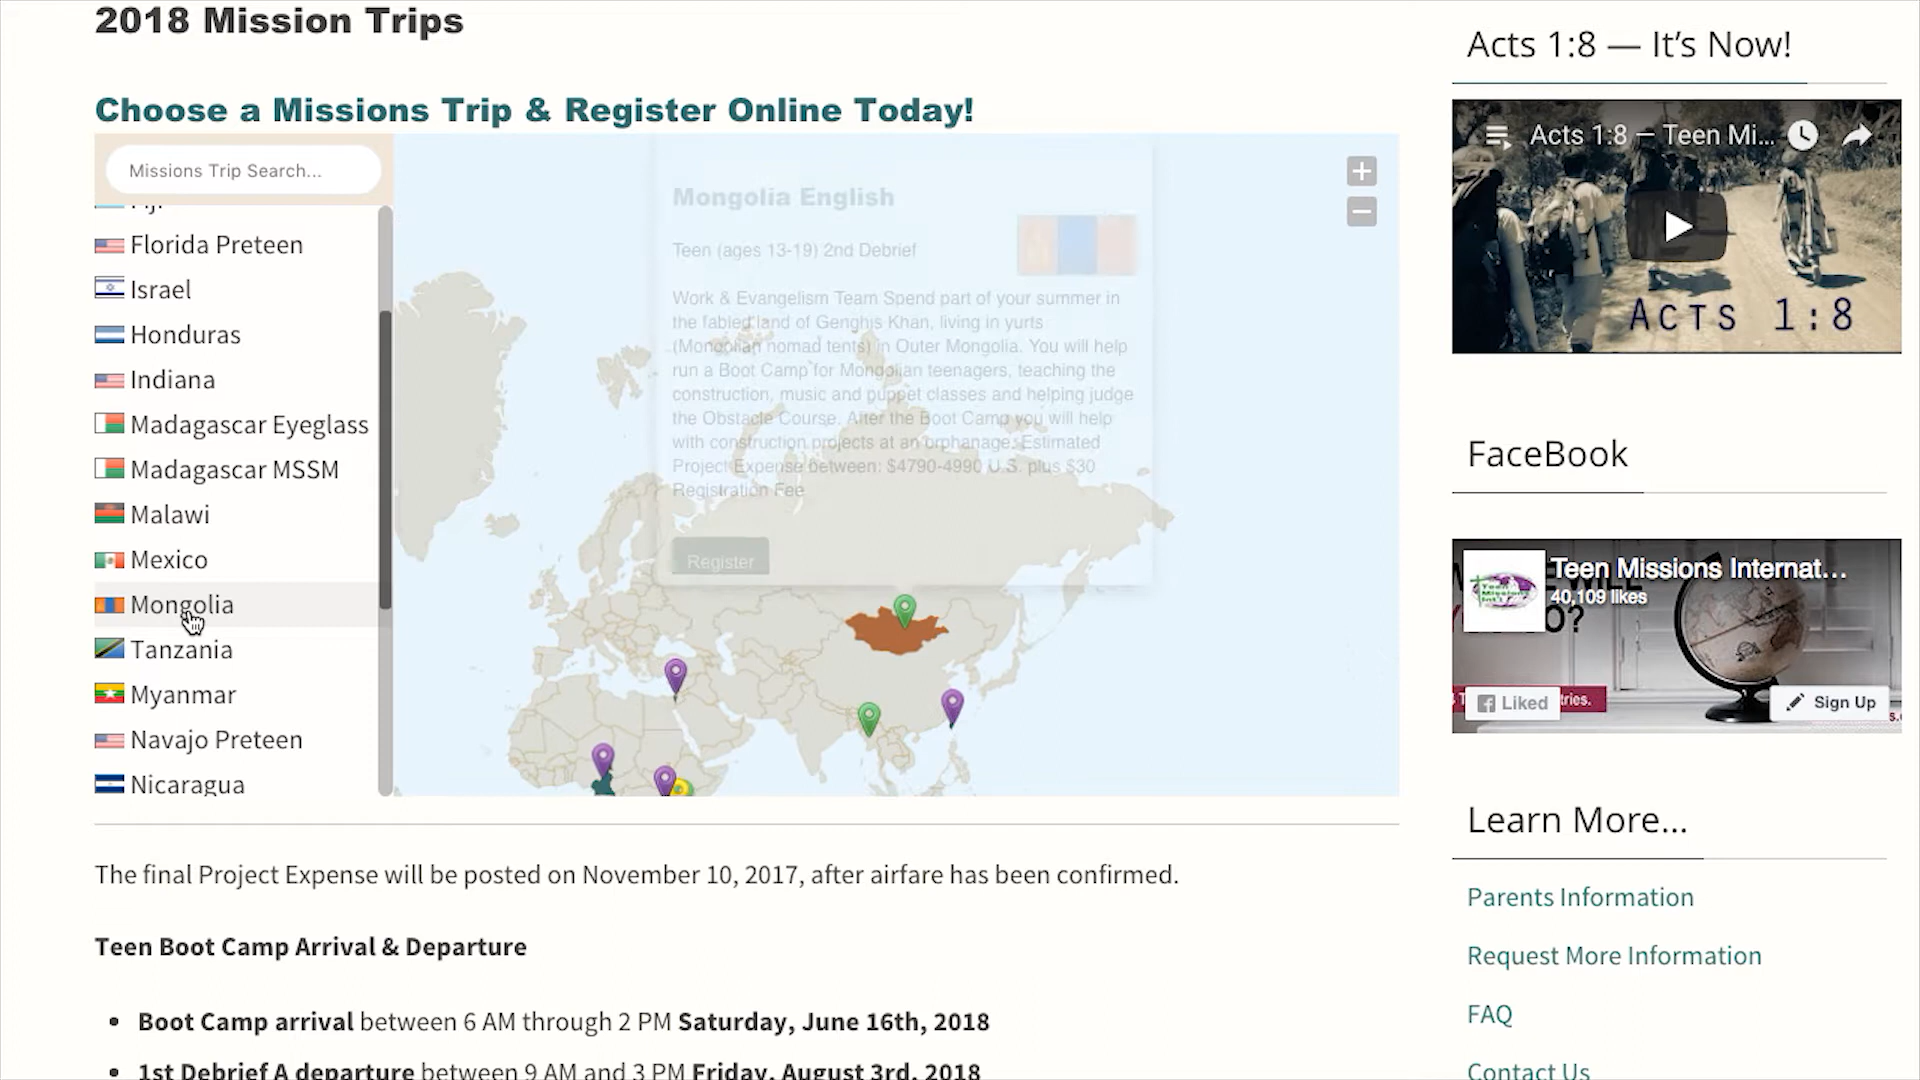 2018 Mission Trips
Choose a Missions Trip & Register Online Today!
Missions Trip Search...
Fiji
Florida Preteen
Israel
Honduras
Indiana
Madagascar Eyeglass
Madagascar MSSM
Malawi
Mexico
Mongolia
Tanzania
Myanmar
Navajo Preteen
Nicaragua
Mongolia English
Teen (ages 13-19) 2nd Debrief
Work & Evangelism Team Spend part of your summer in
the fabled land of Genghis Khan, living in yurts
(Mongolian nomad tents) in Outer Mongolia. You will help
run a Boot Camp for Mongolian teenagers, teaching the
construction, music and puppet classes and helping judge
the Obstacle Course. After the Boot Camp you will help
with construction projects at an orphanage. Estimated
Project Expense between: $4790-4990 U.S. plus $30
Registration Fee
Register
+
−
The final Project Expense will be posted on November 10, 2017, after airfare has been confirmed.
Teen Boot Camp Arrival & Departure
• Boot Camp arrival between 6 AM through 2 PM Saturday, June 16th, 2018
• 1st Debrief A departure between 9 AM and 3 PM Friday, August 3rd, 2018
Acts 1:8 — It’s Now!
Acts 1:8 — Teen Mi...
ACTS 1:8
FaceBook
Teen Missions Internat...
40,109 likes
O?
Liked
ries.
Sign Up
Learn More...
Parents Information
Request More Information
FAQ
Contact Us